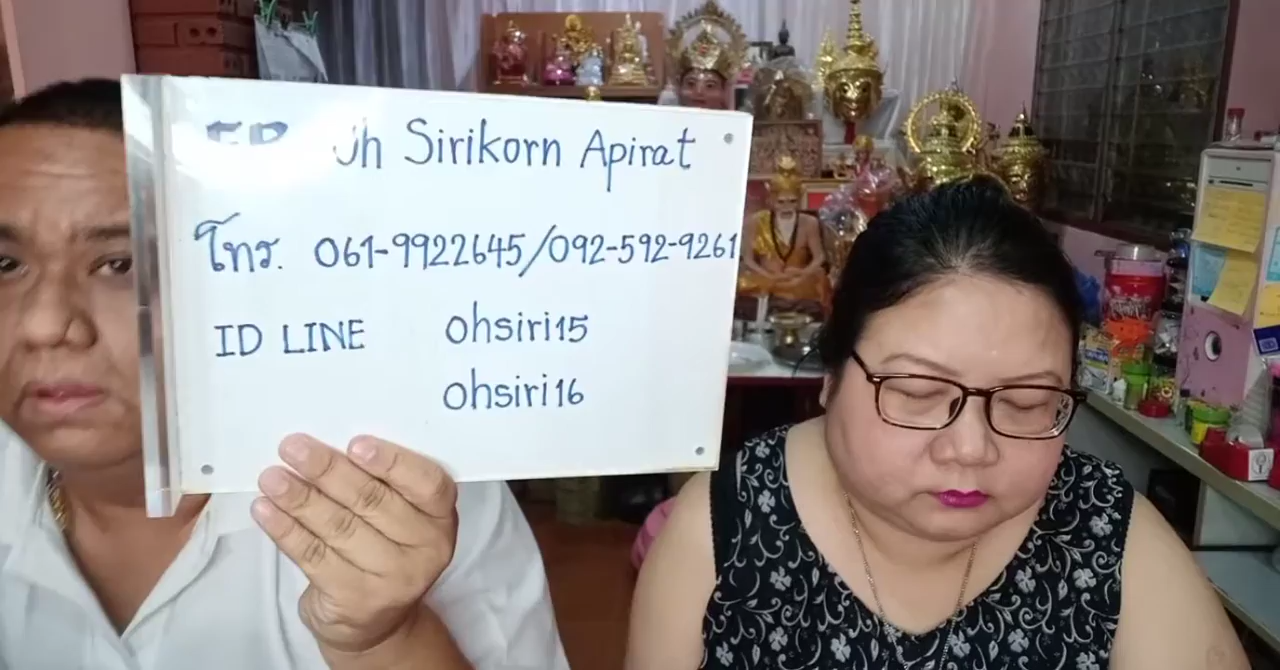 Sirikorn Apirat
โทร. 061-9922645/092-592-9261
ID LINE ohsiri15
ohsiri16